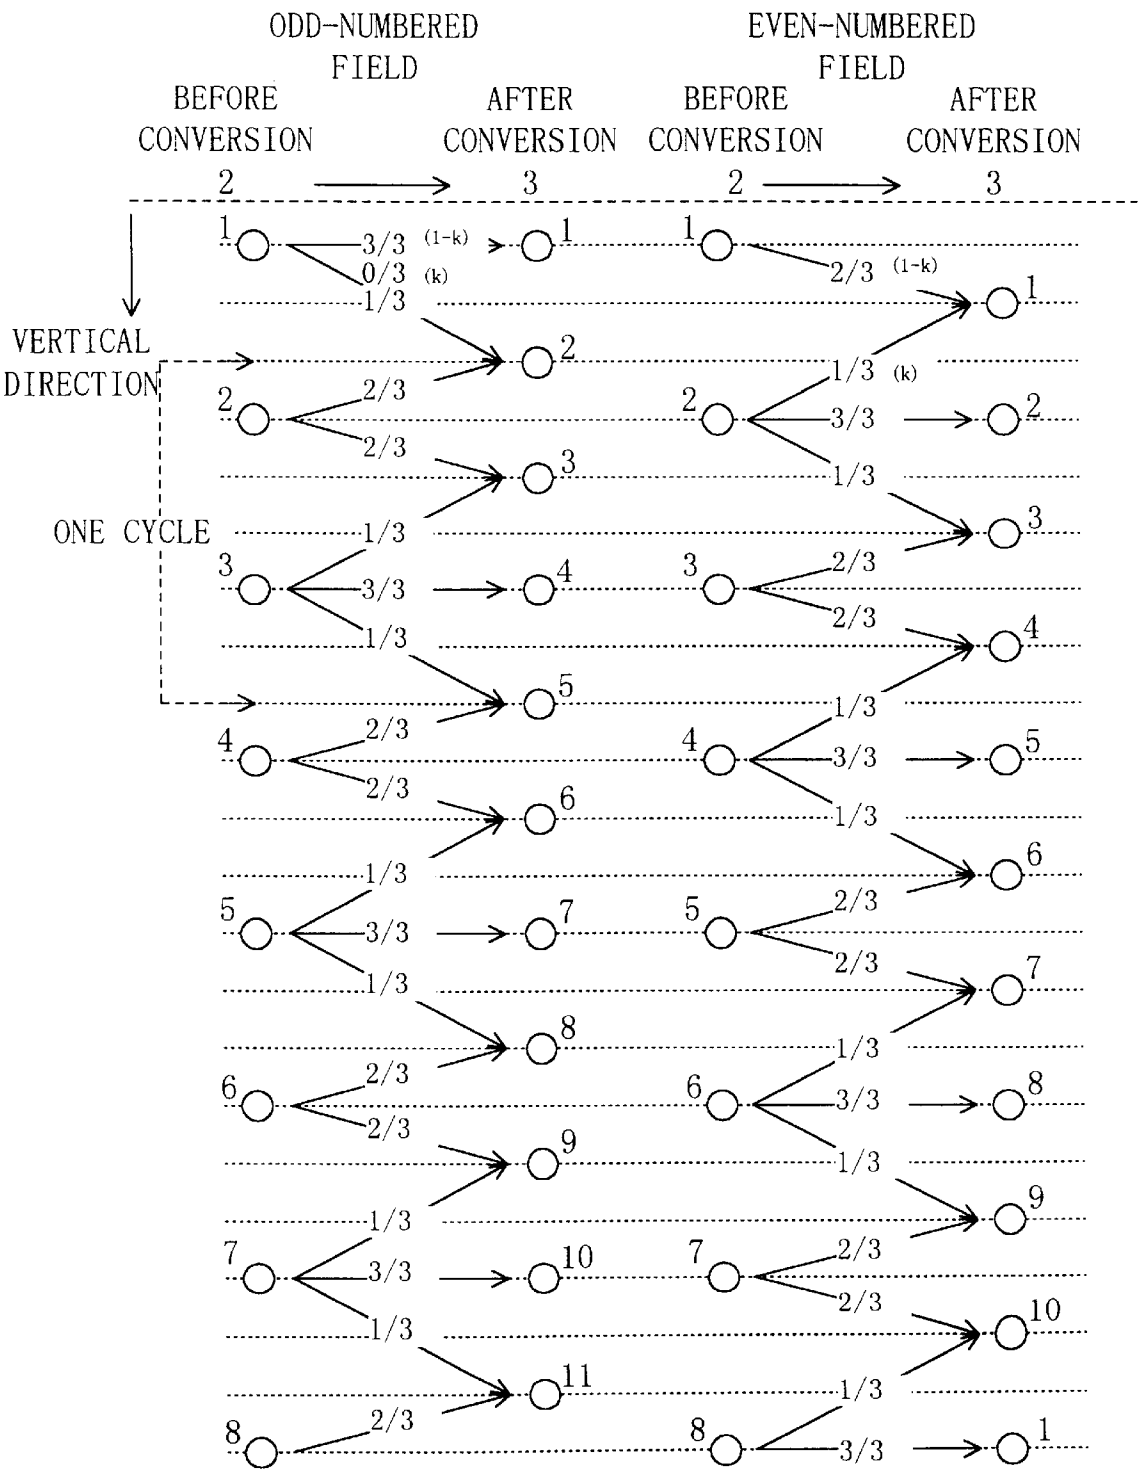 ODD-NUMBERED FIELD
EVEN-NUMBERED FIELD
BEFORE CONVERSION
AFTER CONVERSION
BEFORE CONVERSION
AFTER CONVERSION
2 3 2 3
1 3/3 (1-k) 1 1
0/3 (k) 2/3 (1-k)
1/3 1
VERTICAL DIRECTION
2
1/3 (k)
2/3
2 2 3/3 2
2/3
3 1/3
ONE CYCLE 1/3 3
2/3
3 3/3 4 3
2/3
1/3 4
5 1/3
2/3
4 4 3/3 5
2/3
6 1/3
1/3 6
2/3
5 3/3 7 5
2/3
1/3 7
8 1/3
2/3
6 6 3/3 8
2/3
9 1/3
1/3 9
2/3
7 3/3 10 7
2/3
1/3 10
11 1/3
2/3
8 8 3/3 1